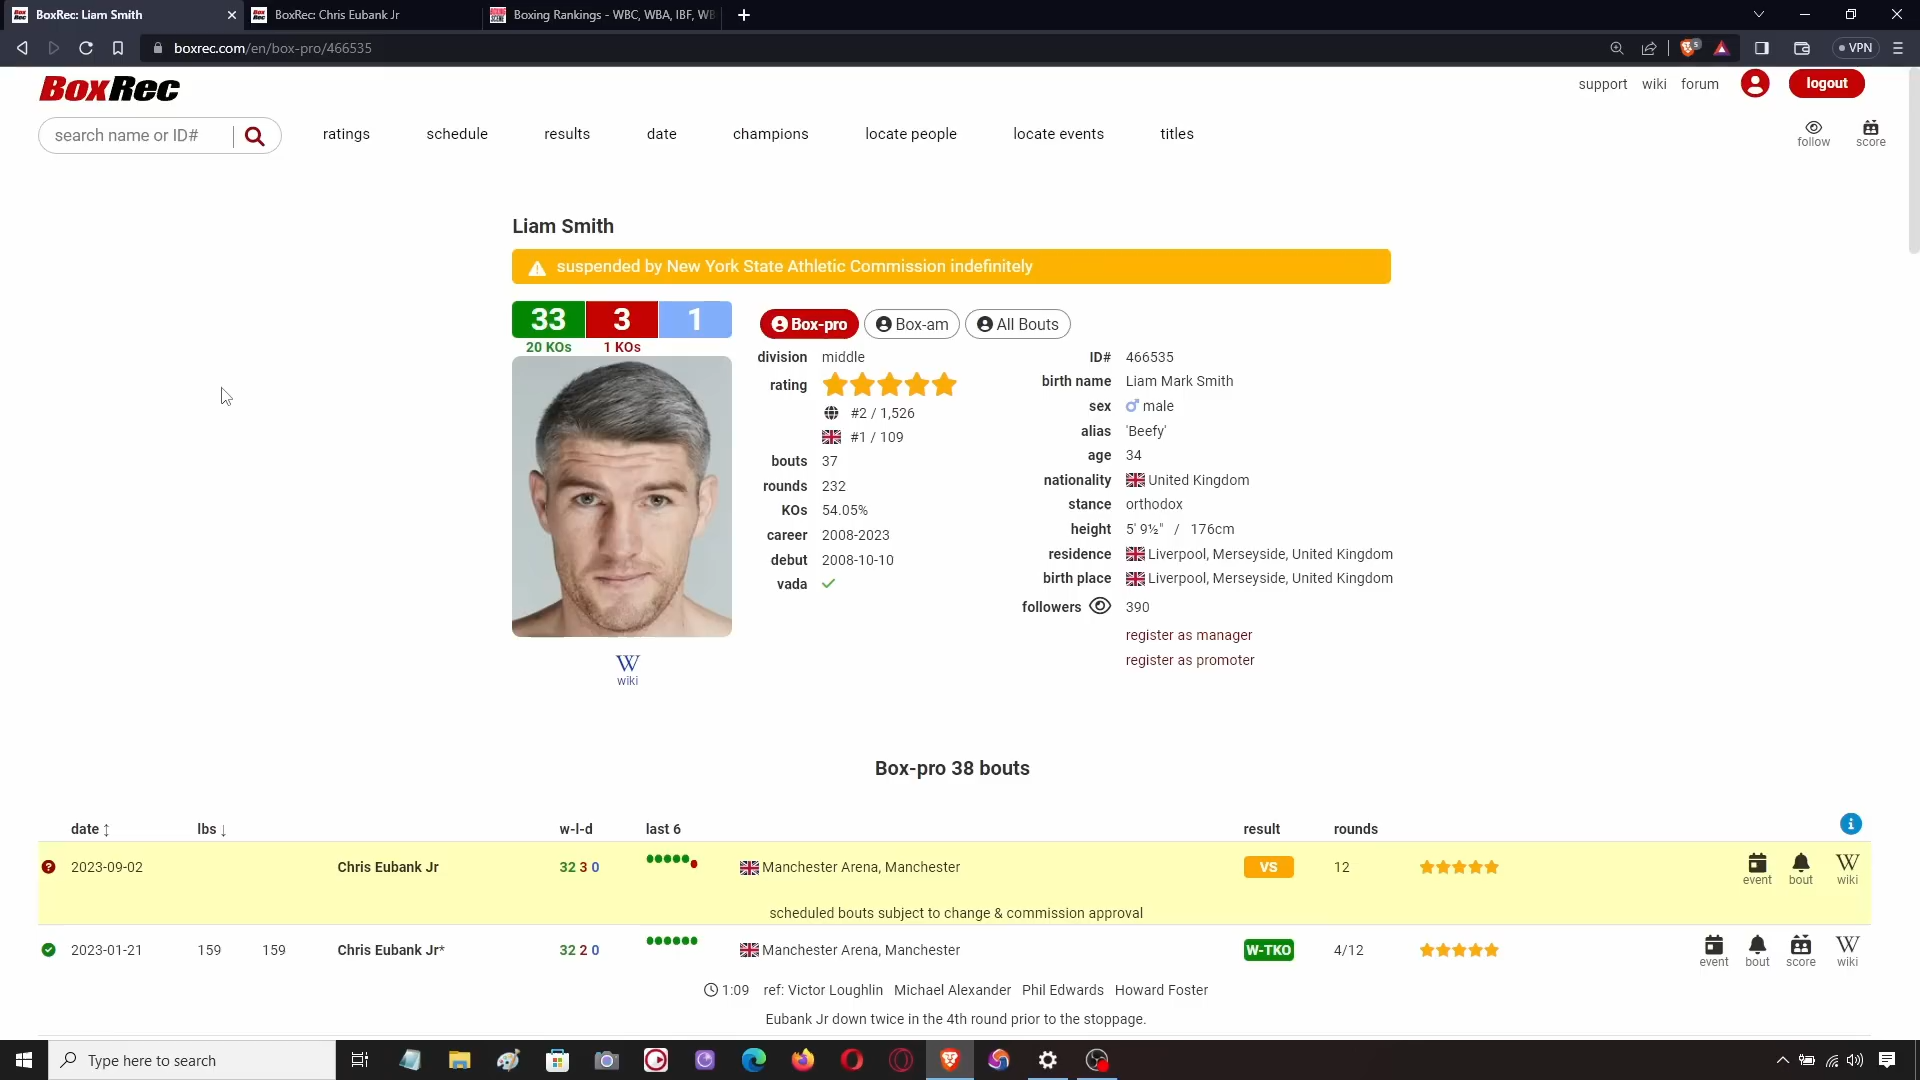 BoxRec: Liam Smith
BoxRec: Chris Eubank Jr
Boxing Rankings - WBC, WBA, IBF, WB
boxrec.com/en/box-pro/466535
VPN
BoxRec
support wiki forum logout
search name or ID#
ratings schedule results date champions locate people locate events titles
follow score
Liam Smith
suspended by New York State Athletic Commission indefinitely
33 3 1
20 KOs 1 KOs
Box-pro Box-am All Bouts
division middle
rating
#2 / 1,526
#1 / 109
bouts 37
rounds 232
KOs 54.05%
career 2008-2023
debut 2008-10-10
vada
ID# 466535
birth name Liam Mark Smith
sex male
alias 'Beefy'
age 34
nationality United Kingdom
stance orthodox
height 5' 9½" / 176cm
residence Liverpool, Merseyside, United Kingdom
birth place Liverpool, Merseyside, United Kingdom
followers 390
register as manager
register as promoter
W
wiki
Box-pro 38 bouts
date lbs w-l-d last 6 result rounds
2023-09-02 Chris Eubank Jr 32 3 0 Manchester Arena, Manchester VS 12
event bout wiki
scheduled bouts subject to change & commission approval
2023-01-21 159 159 Chris Eubank Jr* 32 2 0 Manchester Arena, Manchester W-TKO 4/12
event bout score wiki
1:09 ref: Victor Loughlin Michael Alexander Phil Edwards Howard Foster
Eubank Jr down twice in the 4th round prior to the stoppage.
Type here to search